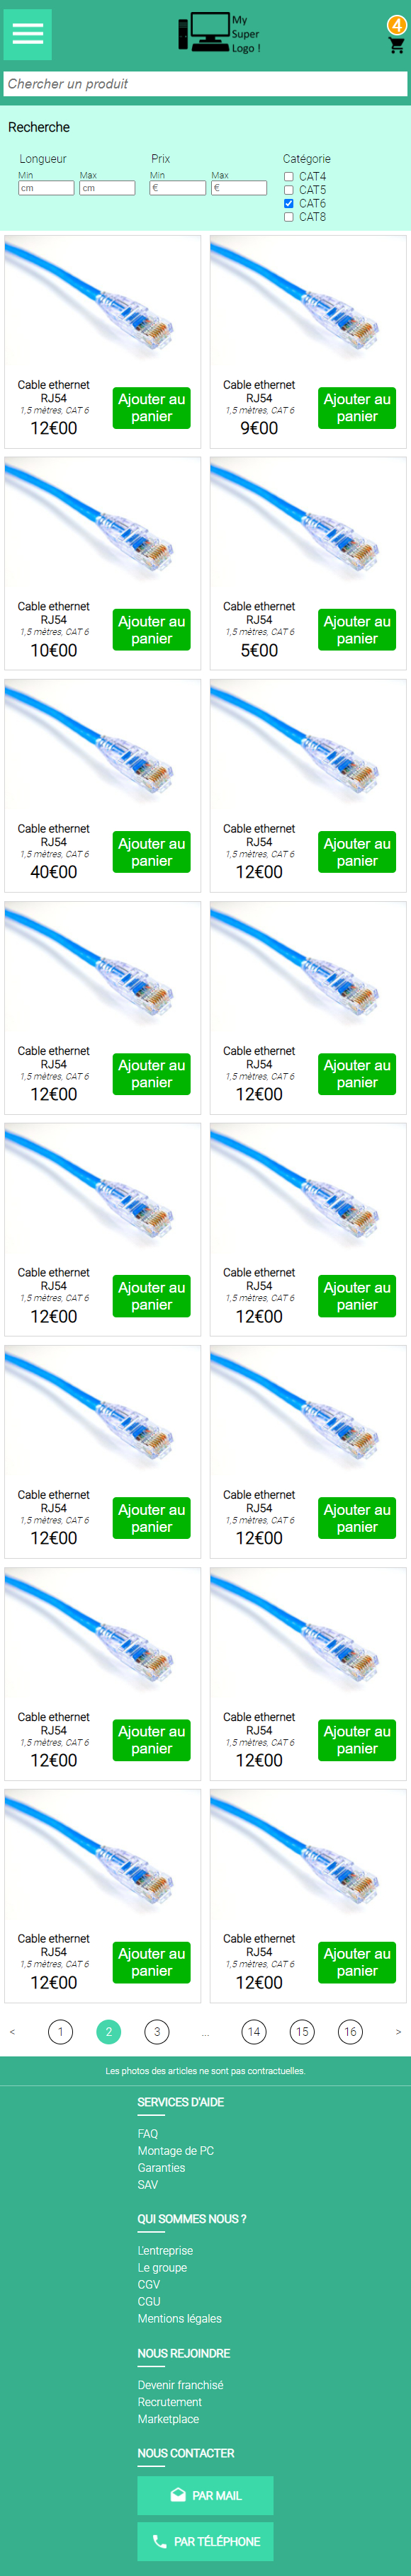 My
Super
Logo !
4
Chercher un produit
Recherche
Longueur
Prix
Catégorie
Min
Max
Min
Max
CAT4
cm
cm
€
€
CAT5
CAT6
CAT8
Cable ethernet
RJ54
1,5 mètres, CAT 6
12€00
Ajouter au
panier
Cable ethernet
RJ54
1,5 mètres, CAT 6
9€00
Ajouter au
panier
Cable ethernet
RJ54
1,5 mètres, CAT 6
10€00
Ajouter au
panier
Cable ethernet
RJ54
1,5 mètres, CAT 6
5€00
Ajouter au
panier
Cable ethernet
RJ54
1,5 mètres, CAT 6
40€00
Ajouter au
panier
Cable ethernet
RJ54
1,5 mètres, CAT 6
12€00
Ajouter au
panier
Cable ethernet
RJ54
1,5 mètres, CAT 6
12€00
Ajouter au
panier
Cable ethernet
RJ54
1,5 mètres, CAT 6
12€00
Ajouter au
panier
Cable ethernet
RJ54
1,5 mètres, CAT 6
12€00
Ajouter au
panier
Cable ethernet
RJ54
1,5 mètres, CAT 6
12€00
Ajouter au
panier
Cable ethernet
RJ54
1,5 mètres, CAT 6
12€00
Ajouter au
panier
Cable ethernet
RJ54
1,5 mètres, CAT 6
12€00
Ajouter au
panier
Cable ethernet
RJ54
1,5 mètres, CAT 6
12€00
Ajouter au
panier
Cable ethernet
RJ54
1,5 mètres, CAT 6
12€00
Ajouter au
panier
Cable ethernet
RJ54
1,5 mètres, CAT 6
12€00
Ajouter au
panier
Cable ethernet
RJ54
1,5 mètres, CAT 6
12€00
Ajouter au
panier
< 1 2 3 ... 14 15 16 >
Les photos des articles ne sont pas contractuelles.
SERVICES D'AIDE
FAQ
Montage de PC
Garanties
SAV
QUI SOMMES NOUS ?
L'entreprise
Le groupe
CGV
CGU
Mentions légales
NOUS REJOINDRE
Devenir franchisé
Recrutement
Marketplace
NOUS CONTACTER
PAR MAIL
PAR TÉLÉPHONE